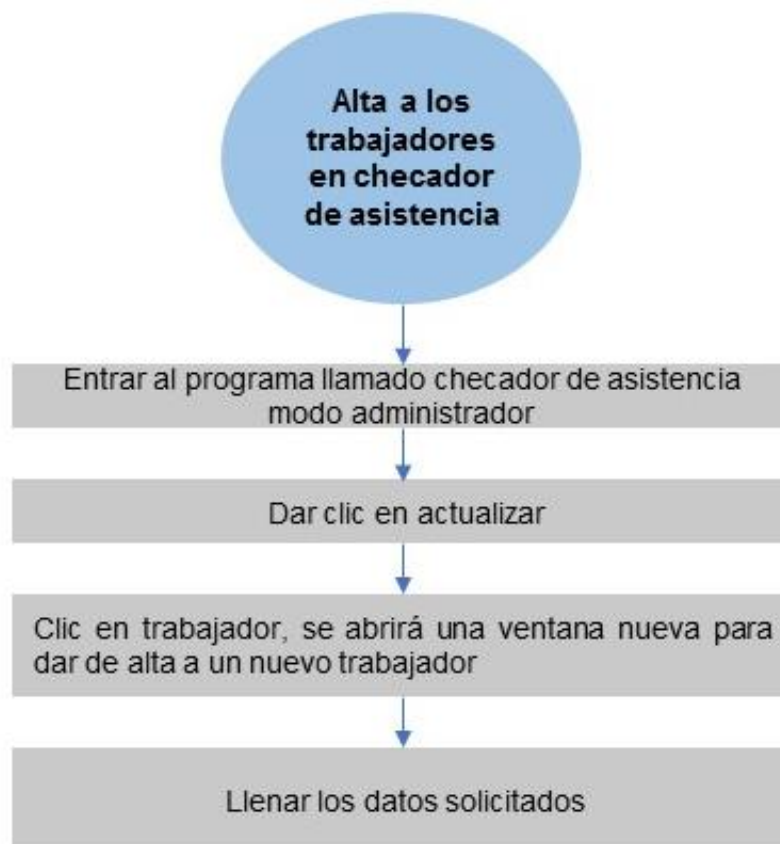 Alta a los
trabajadores
en checador
de asistencia
Entrar al programa llamado checador de asistencia
modo administrador
Dar clic en actualizar
Clic en trabajador, se abrirá una ventana nueva para
dar de alta a un nuevo trabajador
Llenar los datos solicitados